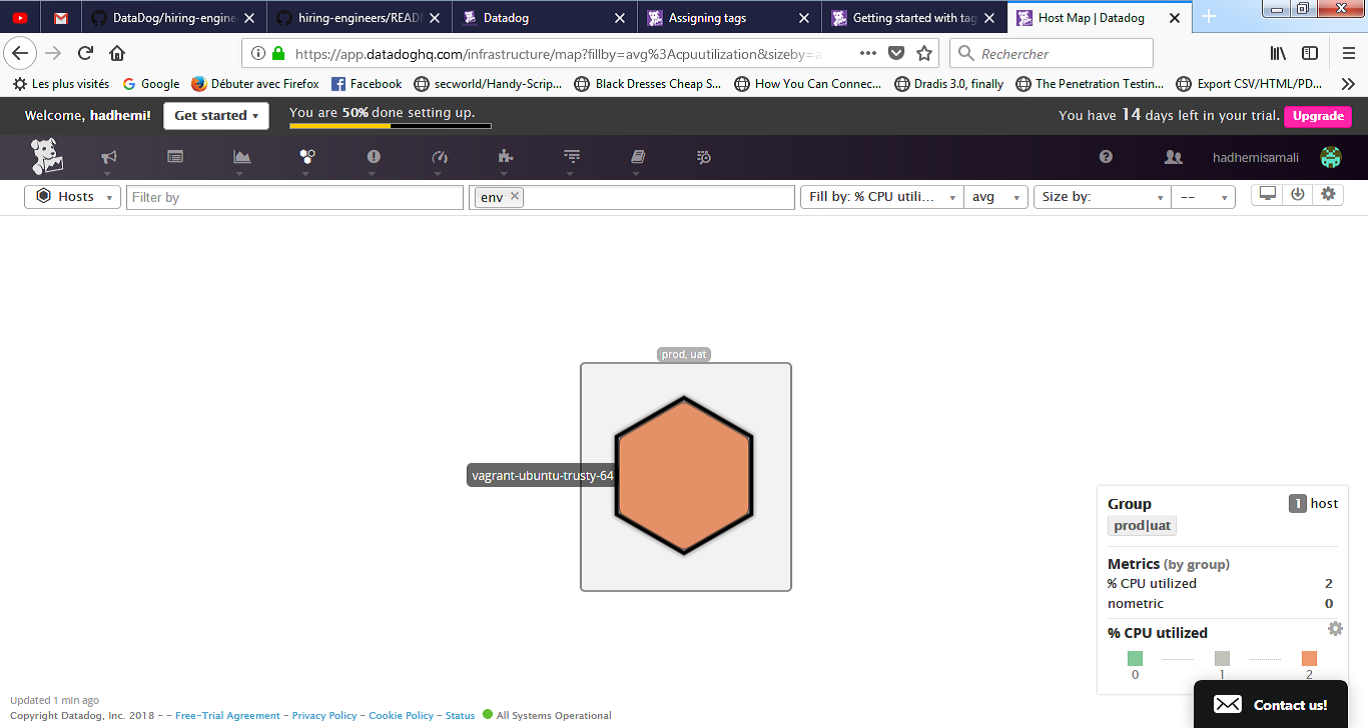 DataDog/hiring-engine
hiring-engineers/READ
Datadog
Assigning tags
Getting started with tag
Host Map | Datadog
https://app.datadoghq.com/infrastructure/map?fillby=avg%3Acpuutilization&sizeby=a
Rechercher
Les plus visités
Google
Débuter avec Firefox
Facebook
secworld/Handy-Scrip...
Black Dresses Cheap S...
How You Can Connec...
Dradis 3.0, finally
The Penetration Testin...
Export CSV/HTML/PD...
Welcome, hadhemi!
Get started
You are 50% done setting up.
You have 14 days left in your trial.
Upgrade
hadhemisamali
Hosts
Filter by
env
Fill by: % CPU utili...
avg
Size by:
--
prod, uat
vagrant-ubuntu-trusty-64
Group
1 host
prod|uat
Metrics (by group)
% CPU utilized 2
nometric 0
% CPU utilized
0 1 2
Updated 1 min ago
Copyright Datadog, Inc. 2018 - - Free-Trial Agreement - Privacy Policy - Cookie Policy - Status All Systems Operational
Contact us!